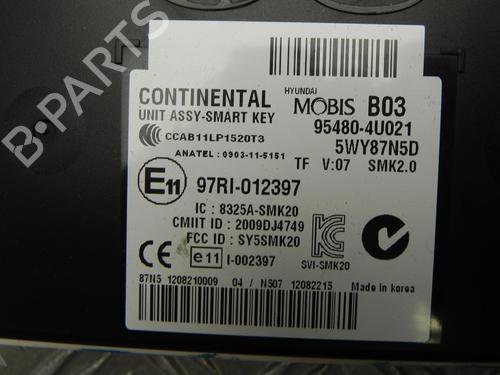 B-PARTS
CONTINENTAL HYUNDAI MOBIS B03
UNIT ASSY-SMART KEY 95480-4U021
CCAB11LP1520T3 5WY87N5D
ANATEL : 0903-11-5151 TF V:07 SMK2.0
E11 97RI-012397
IC : 8325A-SMK20
CMIIT ID : 2009DJ4749
FCC ID : SY5SMK20
CE e11 I-002397 SVI-SMK20
87N5 1208210009 04 / N507 12082215 Made in korea